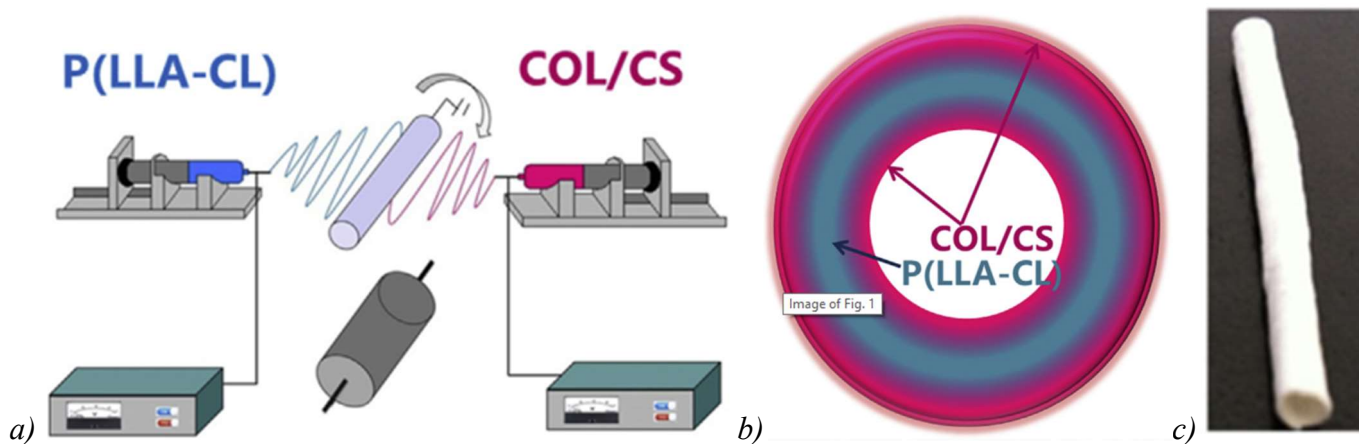 P(LLA-CL)
COL/CS
a)
COL/CS
P(LLA-CL)
Image of Fig. 1
b)
c)